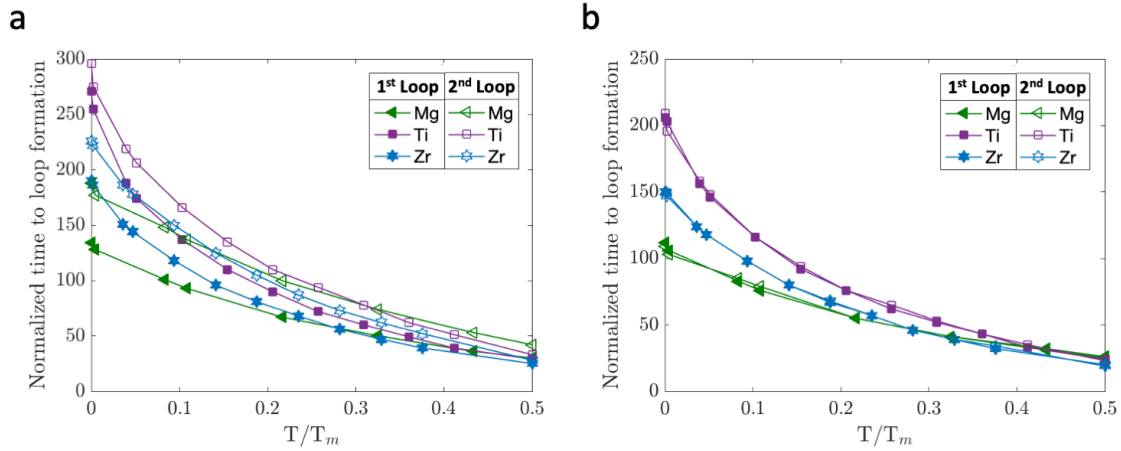 a
300
250
200
150
100
50
0
Normalized time to loop formation
0 0.1 0.2 0.3 0.4 0.5
T/Tm
1st Loop 2nd Loop
Mg Mg
Ti Ti
Zr Zr
b
250
200
150
100
50
0
Normalized time to loop formation
0 0.1 0.2 0.3 0.4 0.5
T/Tm
1st Loop 2nd Loop
Mg Mg
Ti Ti
Zr Zr